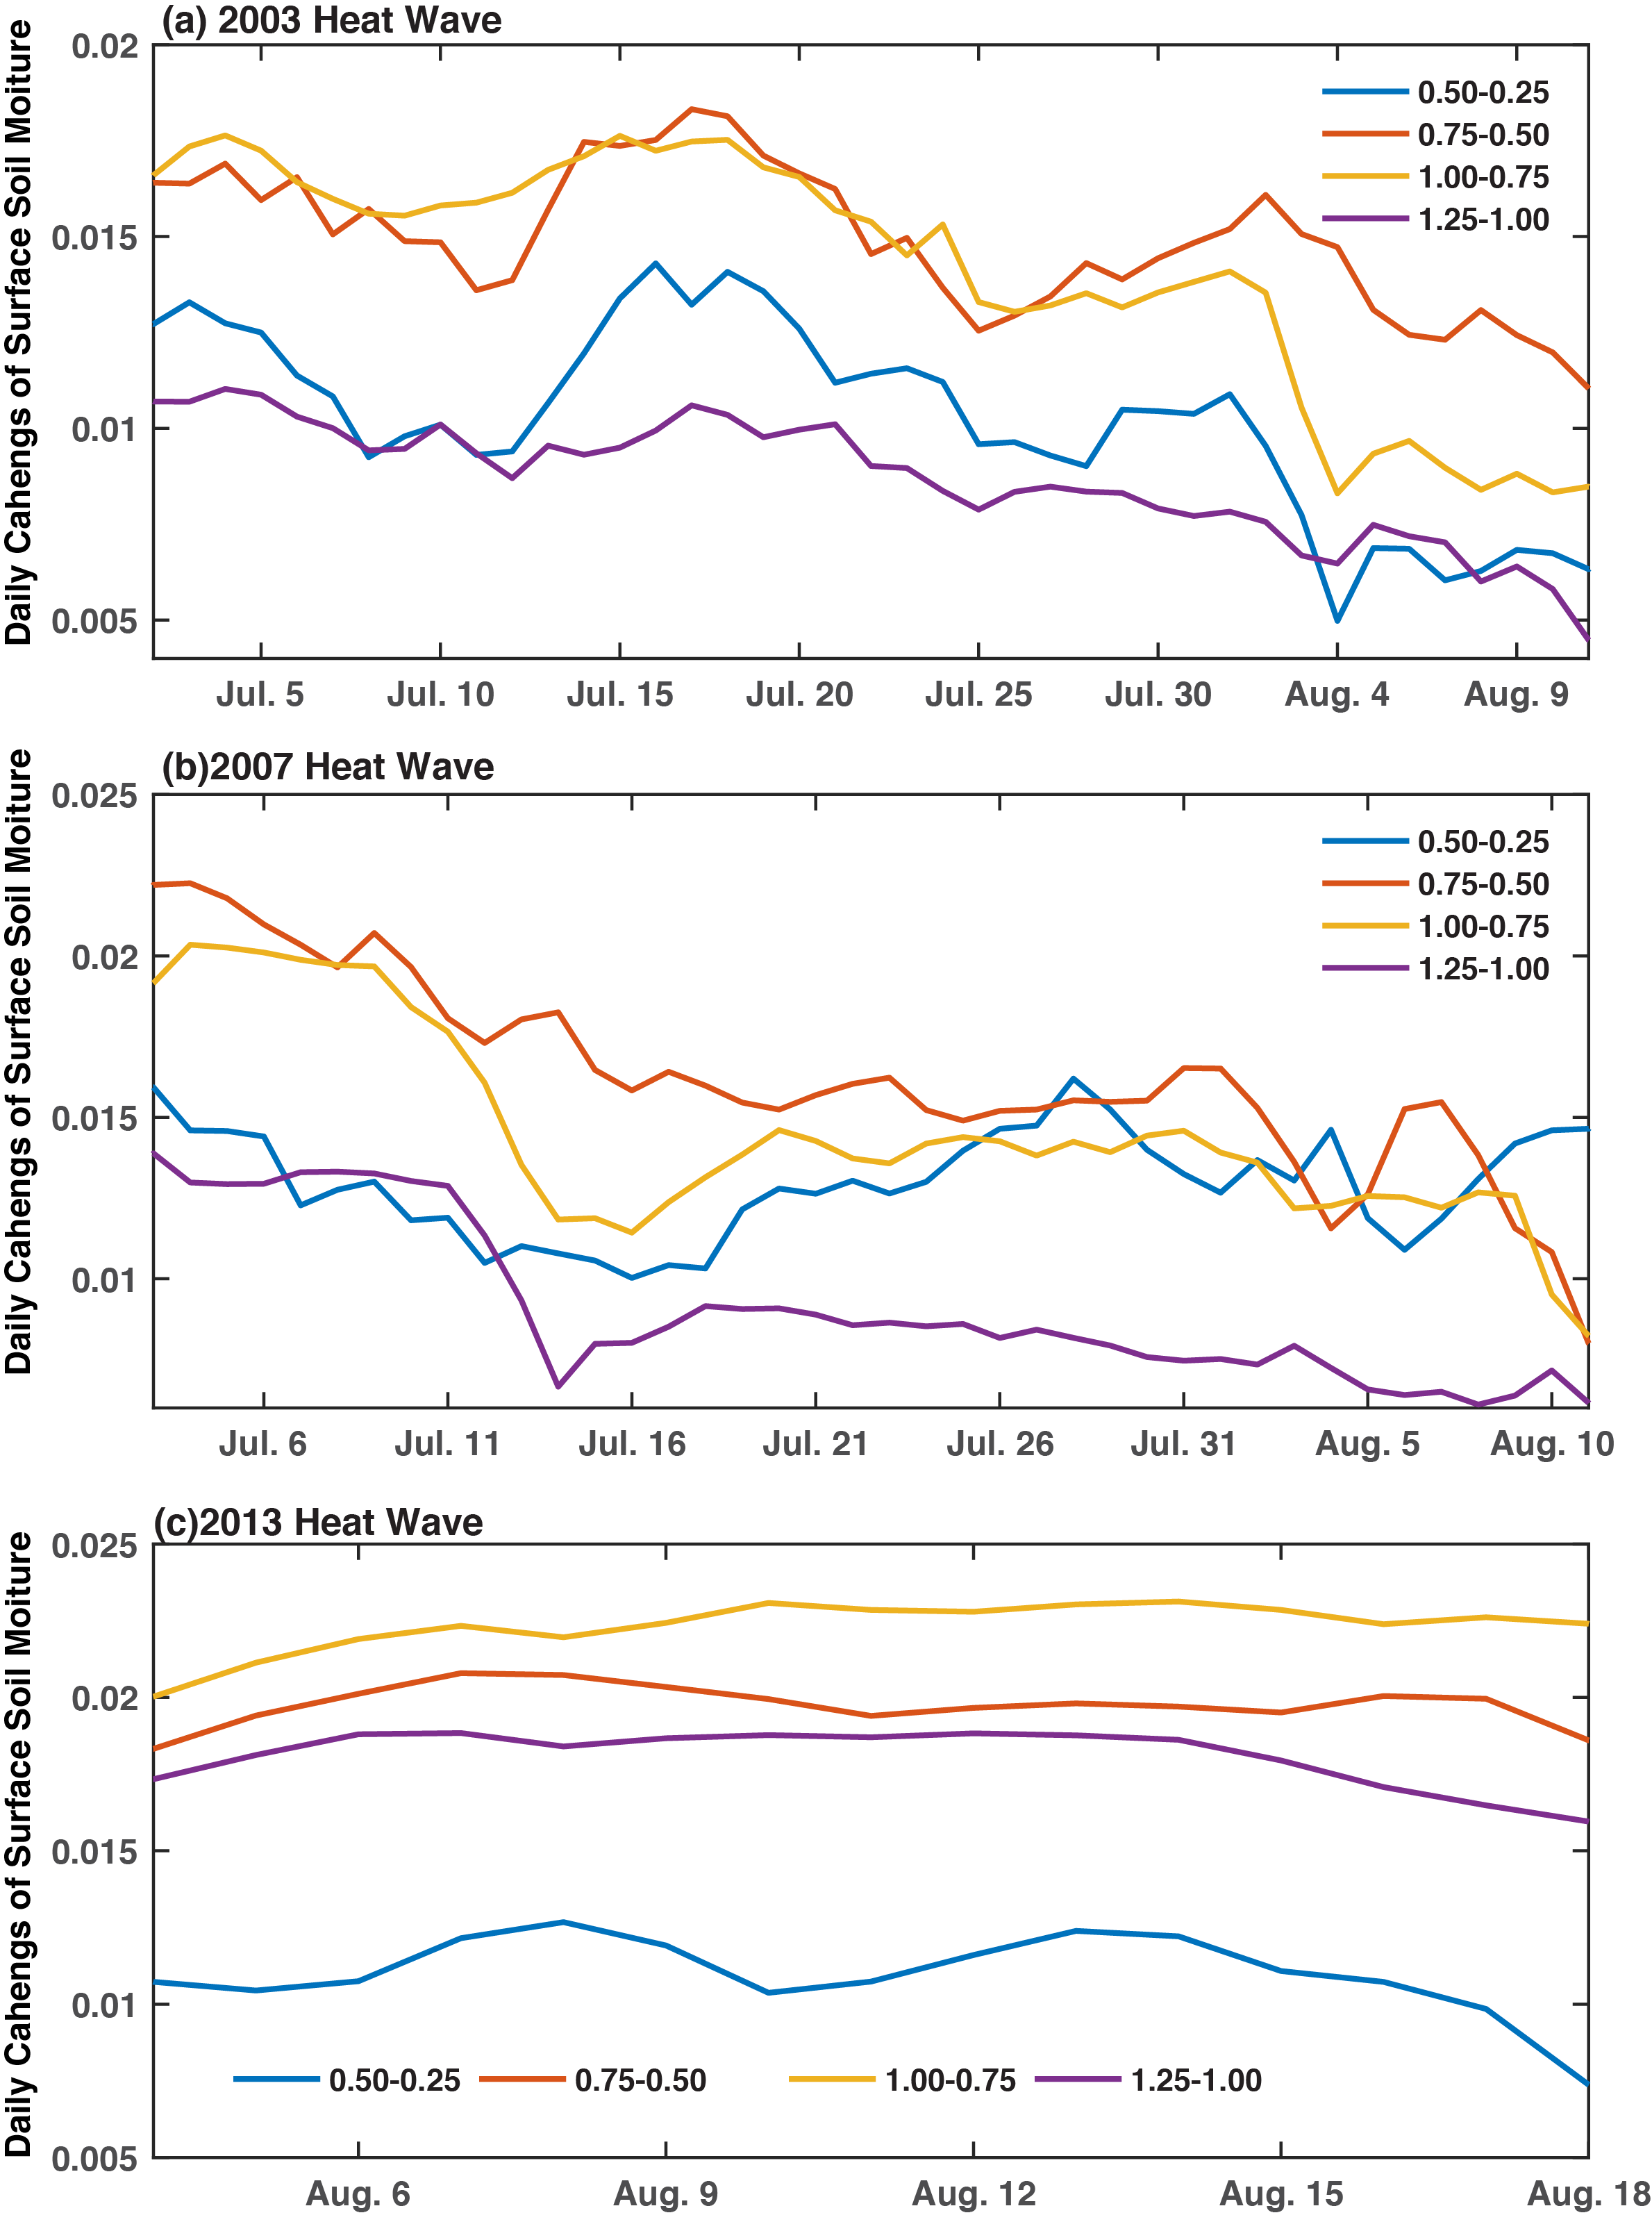 (a) 2003 Heat Wave
Daily Cahengs of Surface Soil Moiture
0.02
0.015
0.01
0.005
0.50-0.25
0.75-0.50
1.00-0.75
1.25-1.00
Jul. 5 Jul. 10 Jul. 15 Jul. 20 Jul. 25 Jul. 30 Aug. 4 Aug. 9
(b)2007 Heat Wave
Daily Cahengs of Surface Soil Moiture
0.025
0.02
0.015
0.01
0.50-0.25
0.75-0.50
1.00-0.75
1.25-1.00
Jul. 6 Jul. 11 Jul. 16 Jul. 21 Jul. 26 Jul. 31 Aug. 5 Aug. 10
(c)2013 Heat Wave
Daily Cahengs of Surface Soil Moiture
0.025
0.02
0.015
0.01
0.005
0.50-0.25 0.75-0.50 1.00-0.75 1.25-1.00
Aug. 6 Aug. 9 Aug. 12 Aug. 15 Aug. 18